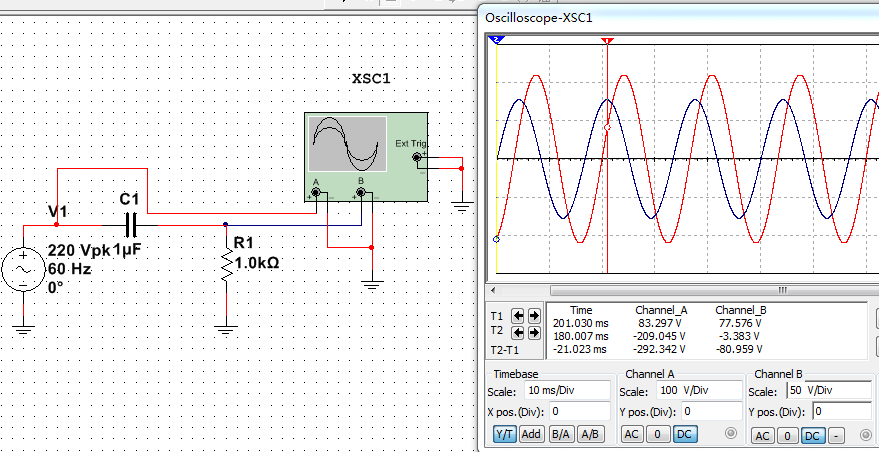 Oscilloscope-XSC1
2
1
XSC1
Ext Trig
+
-
A
B
+ - + -
V1
C1
1µF
220 Vpk
60 Hz
0°
R1
1.0kΩ
T1
T2
T2-T1
Time Channel_A Channel_B
201.030 ms 83.297 V 77.576 V
180.007 ms -209.045 V -3.383 V
-21.023 ms -292.342 V -80.959 V
Timebase
Scale: 10 ms/Div
X pos.(Div): 0
Y/T Add B/A A/B
Channel A
Scale: 100 V/Div
Y pos.(Div): 0
AC 0 DC
Channel B
Scale: 50 V/Div
Y pos.(Div): 0
AC 0 DC -